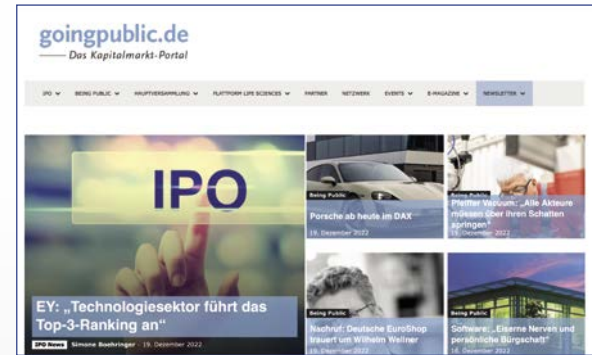 goingpublic.de
Das Kapitalmarkt-Portal
IPO
BEING PUBLIC
HAUPTVERSAMMLUNG
PLATTFORM LIFE SCIENCES
PARTNER
NETZWERK
EVENTS
E-MAGAZINE
NEWSLETTER
IPO
EY: „Technologiesektor führt das
Top-3-Ranking an“
IPO News Simone Boehringer - 19. Dezember 2022
Being Public
Porsche ab heute im DAX
19. Dezember 2022
Being Public
Pfeiffer Vacuum: „Alle Akteure
müssen über ihren Schatten
springen“
Dezember 2022
Being Public
Nachruf: Deutsche EuroShop
trauert um Wilhelm Wellner
Dezember 2022
Being Public
Software: „Eiserne Nerven und
persönliche Bürgschaft“
Dezember 2022